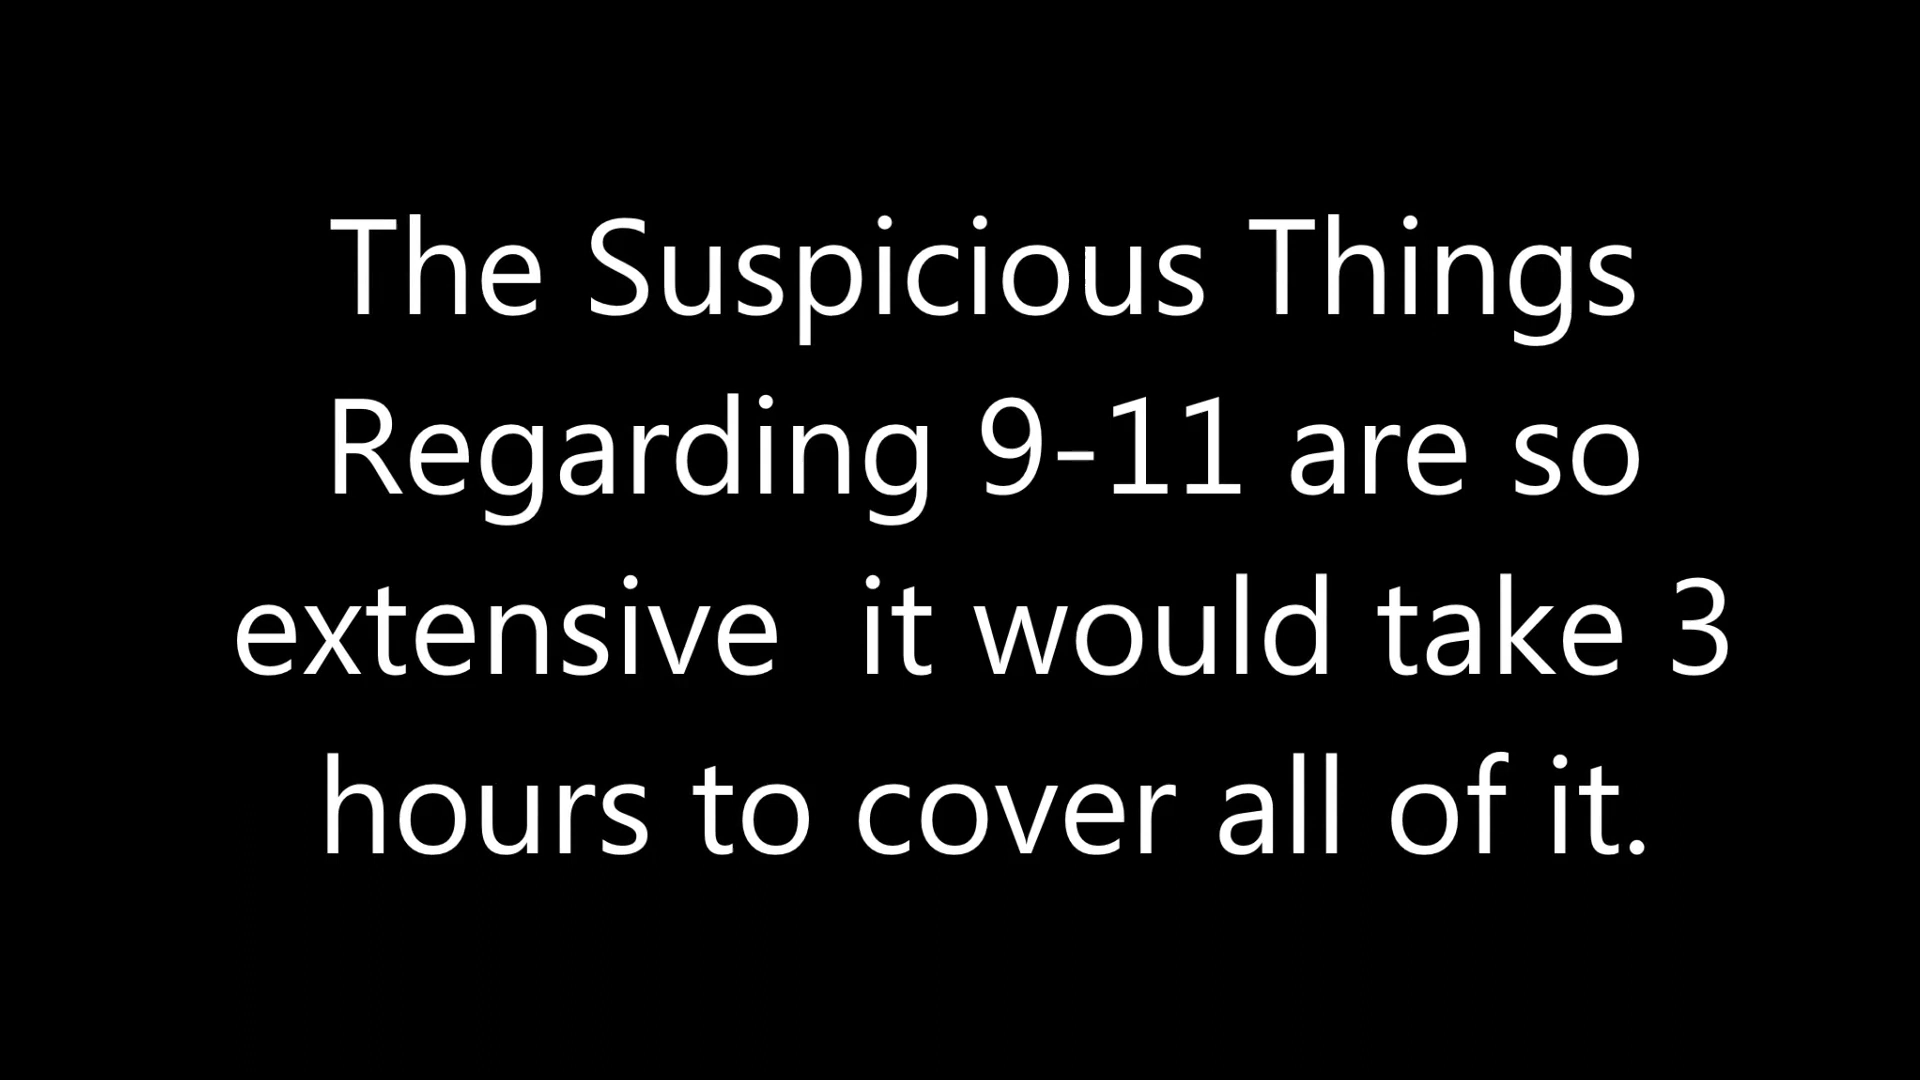 The Suspicious Things
Regarding 9-11 are so
extensive  it would take 3
hours to cover all of it.